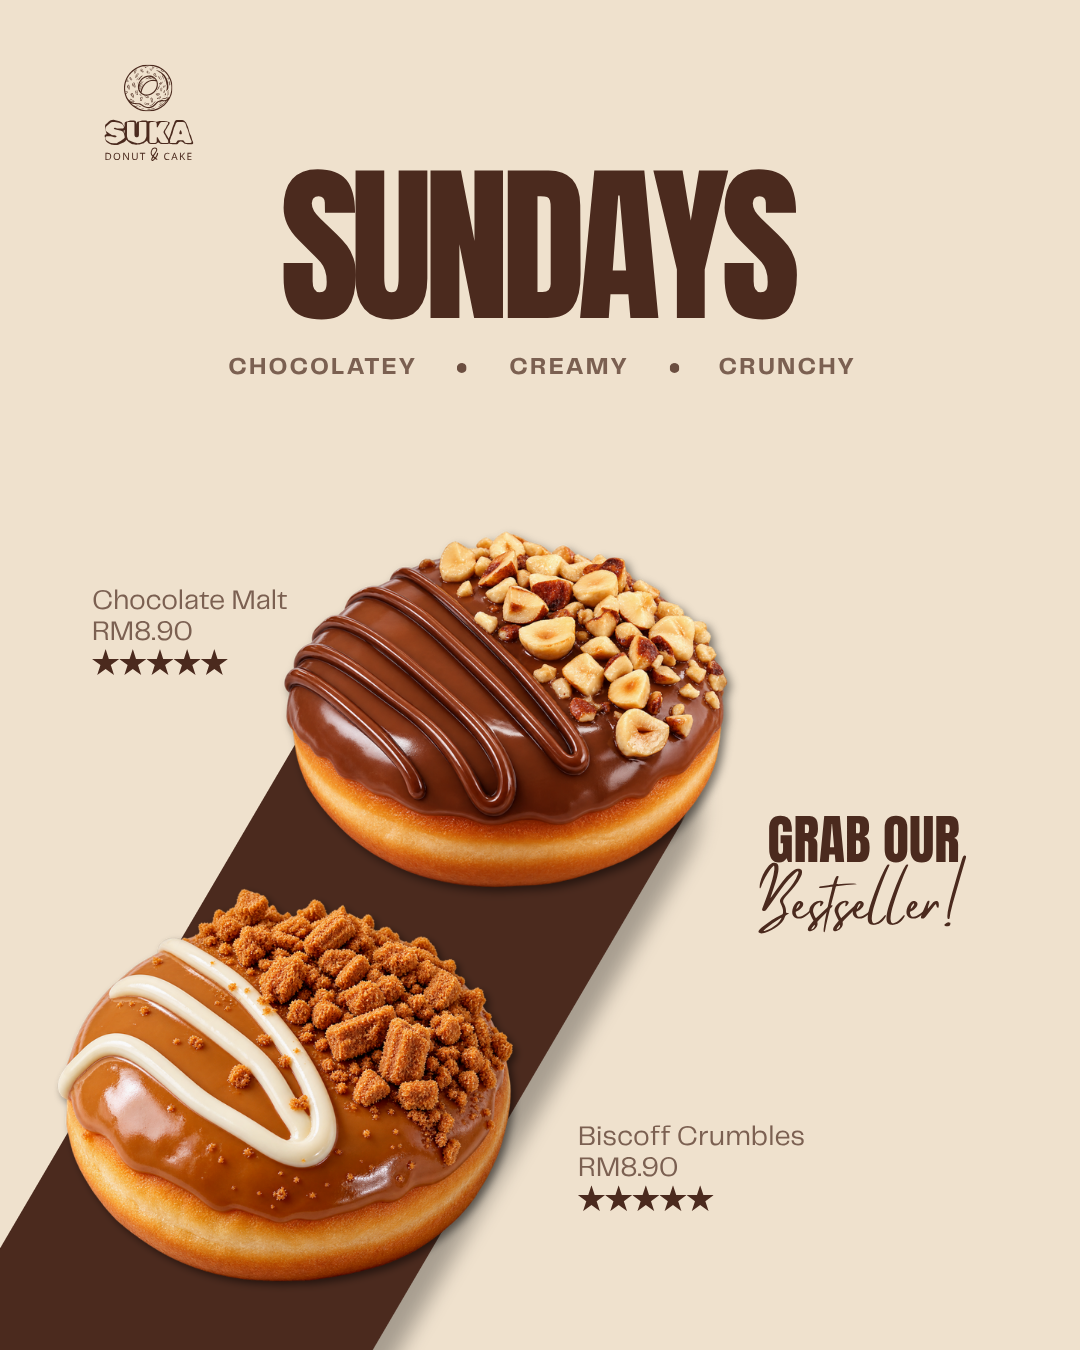 SUKA
DONUT & CAKE
SUNDAYS
CHOCOLATEY • CREAMY • CRUNCHY
Chocolate Malt
RM8.90
★★★★★
GRAB OUR
Bestseller!
Biscoff Crumbles
RM8.90
★★★★★